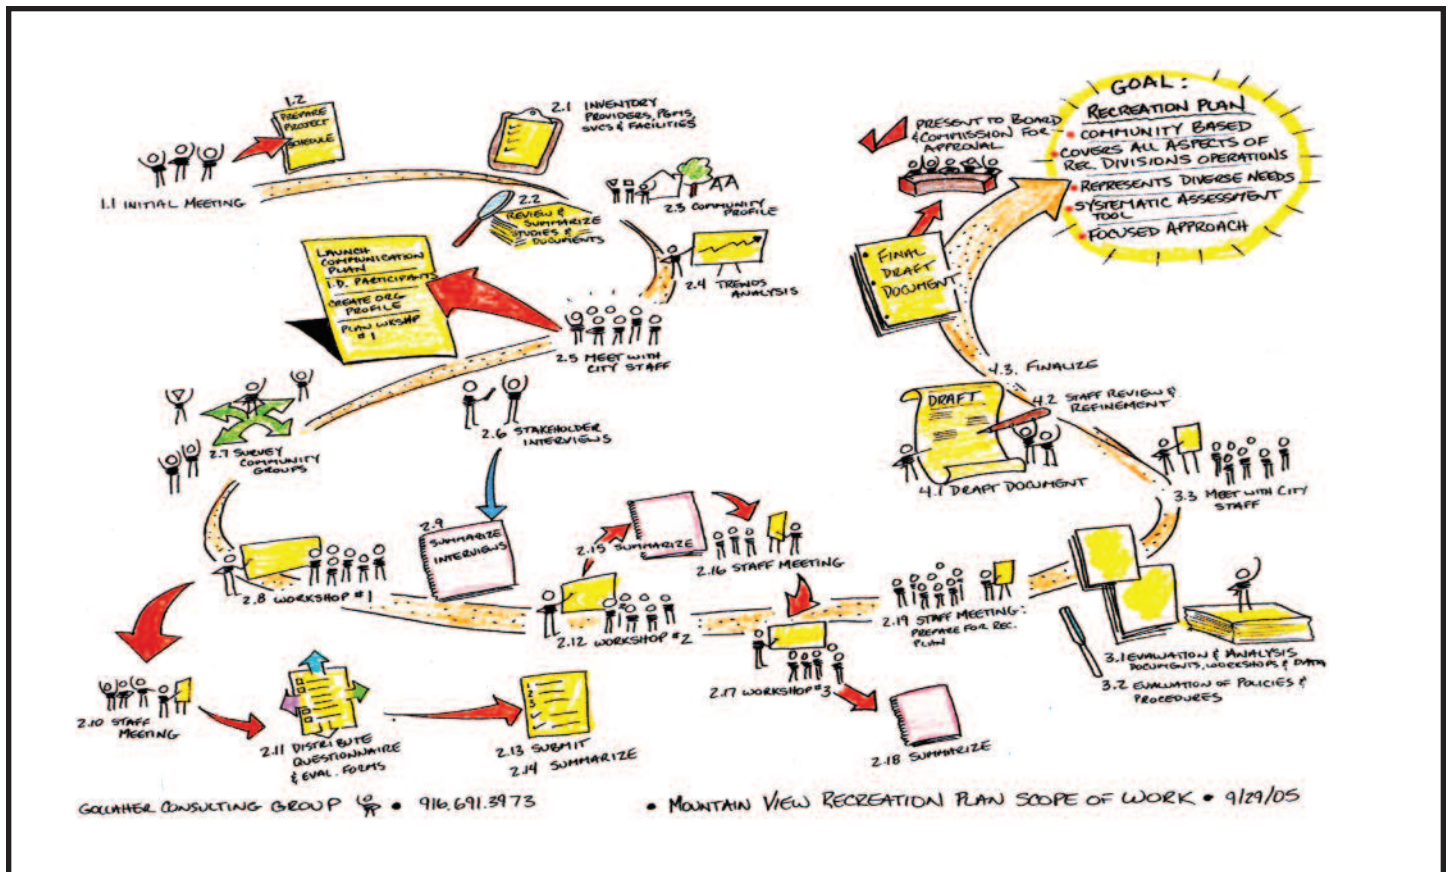 1.1 INITIAL MEETING
1.2
PREPARE
PROJECT
SCHEDULE
2.1 INVENTORY
PROVIDERS, PGMS,
SVCS & FACILITIES
2.2
REVIEW &
SUMMARIZE
STUDIES &
DOCUMENTS
2.3 COMMUNITY
PROFILE
2.4 TRENDS
ANALYSIS
2.5 MEET WITH
CITY STAFF
LAUNCH
COMMUNICATION
PLAN
I.D. PARTICIPANTS
CREATE ORG
PROFILE
PLAN WKSHP
#1
2.6 STAKEHOLDER
INTERVIEWS
2.7 SURVEY
COMMUNITY
GROUPS
2.8 WORKSHOP #1
2.9
SUMMARIZE
INTERVIEWS
2.10 STAFF
MEETING
2.11 DISTRIBUTE
QUESTIONNAIRE
& EVAL. FORMS
2.12 WORKSHOP #2
2.13 SUBMIT
2.14 SUMMARIZE
2.15 SUMMARIZE
2.16 STAFF MEETING
2.17 WORKSHOP #3
2.18 SUMMARIZE
2.19 STAFF MEETING:
PREPARE FOR REC.
PLAN
3.1 EVALUATION & ANALYSIS
DOCUMENTS, WORKSHOPS & DATA
3.2 EVALUATION OF POLICIES &
PROCEDURES
3.3 MEET WITH CITY
STAFF
DRAFT
4.1 DRAFT DOCUMENT
4.2 STAFF REVIEW &
REFINEMENT
4.3. FINALIZE
FINAL
DRAFT
DOCUMENT
PRESENT TO BOARD
& COMMISSION FOR
APPROVAL
GOAL:
RECREATION PLAN
• COMMUNITY BASED
• COVERS ALL ASPECTS OF
REC. DIVISIONS OPERATIONS
• REPRESENTS DIVERSE NEEDS
• SYSTEMATIC ASSESSMENT
TOOL
• FOCUSED APPROACH
GOLLAHER CONSULTING GROUP • 916.691.3973
• MOUNTAIN VIEW RECREATION PLAN SCOPE OF WORK • 9/29/05